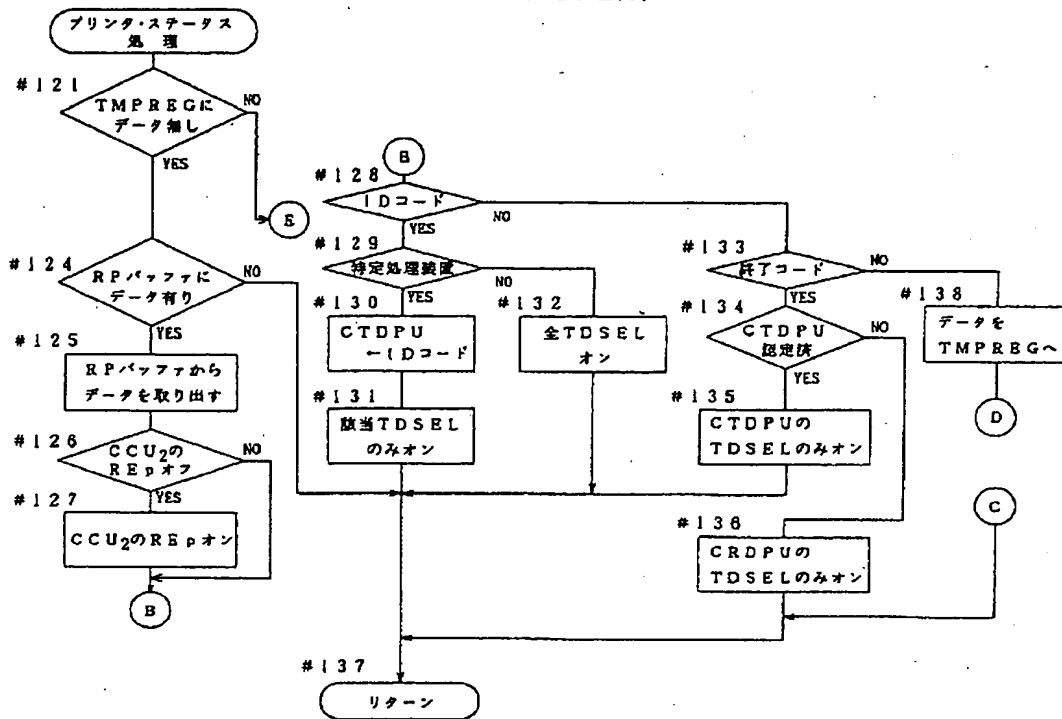 プリンタ・ステータス
処理
#121
TMPREGに
データ無し
NO
YES
E
#124
RPバッファに
データ有り
NO
YES
#125
RPバッファから
データを取り出す
#126
CCU2の
REpオフ
NO
YES
#127
CCU2のREpオン
B
B
#128
IDコード
NO
YES
#129
特定処理装置
NO
YES
#130
CTDPU
←IDコード
#131
該当TDSEL
のみオン
#132
全TDSEL
オン
#133
終了コード
NO
YES
#134
CTDPU
認定済
NO
YES
#135
CTDPUの
TDSELのみオン
#136
CRDPUの
TDSELのみオン
#138
データを
TMPREGへ
D
C
#137
リターン